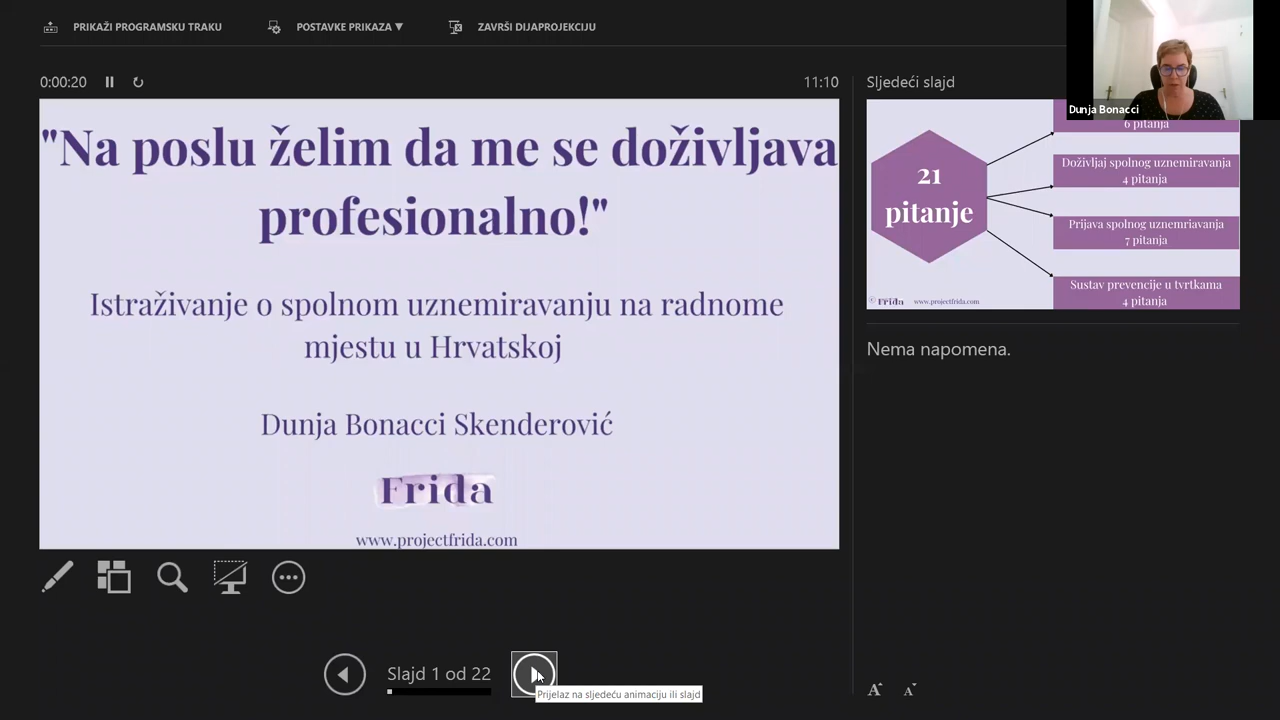 PRIKAŽI PROGRAMSKU TRAKU
POSTAVKE PRIKAZA ▼
ZAVRŠI DIJAPROJEKCIJU
0:00:20
11:10
"Na poslu želim da me se doživljava
profesionalno!"
Istraživanje o spolnom uznemiravanju na radnome
mjestu u Hrvatskoj
Dunja Bonacci Skenderović
Frida
www.projectfrida.com
Slajd 1 od 22
Prijelaz na sljedeću animaciju ili slajd
Sljedeći slajd
Dunja Bonacci
21
pitanje
6 pitanja
Doživljaj spolnog uznemiravanja
4 pitanja
Prijava spolnog uznemriavanja
7 pitanja
Sustav prevencije u tvrtkama
4 pitanja
Frida
www.projectfrida.com
Nema napomena.
A A